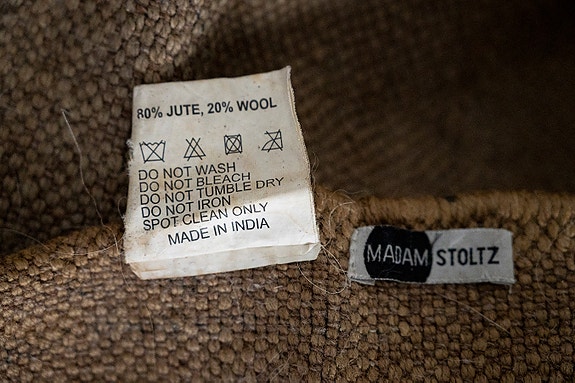 80% JUTE, 20% WOOL
DO NOT WASH
DO NOT BLEACH
DO NOT TUMBLE DRY
DO NOT IRON
SPOT CLEAN ONLY
MADE IN INDIA
MADAM STOLTZ